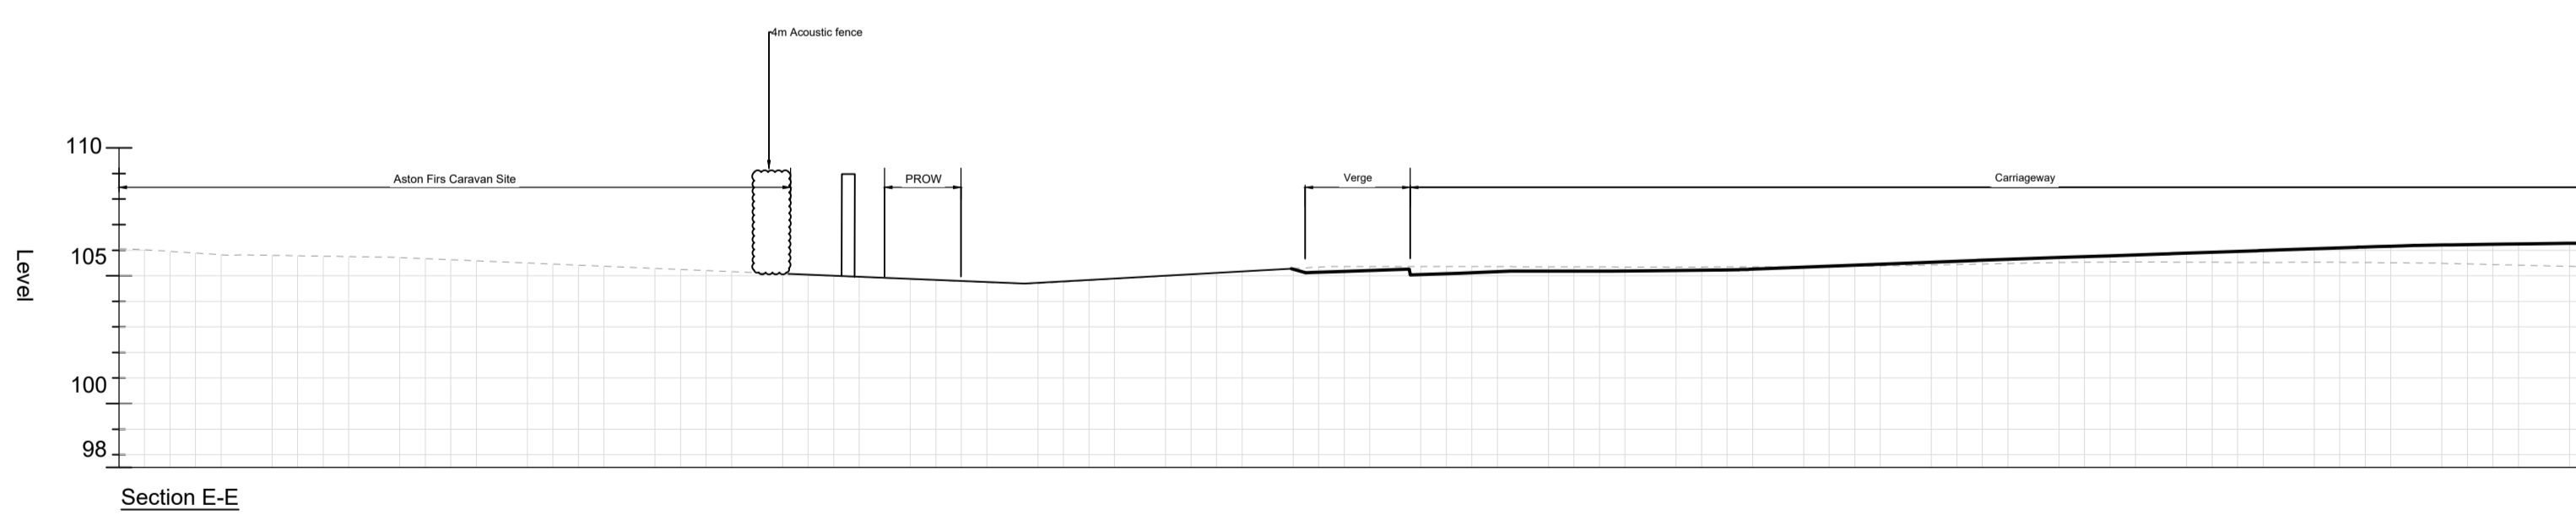 4m Acoustic fence
110
Aston Firs Caravan Site
PROW
Verge
Carriageway
105
Level
100
98
Section E-E